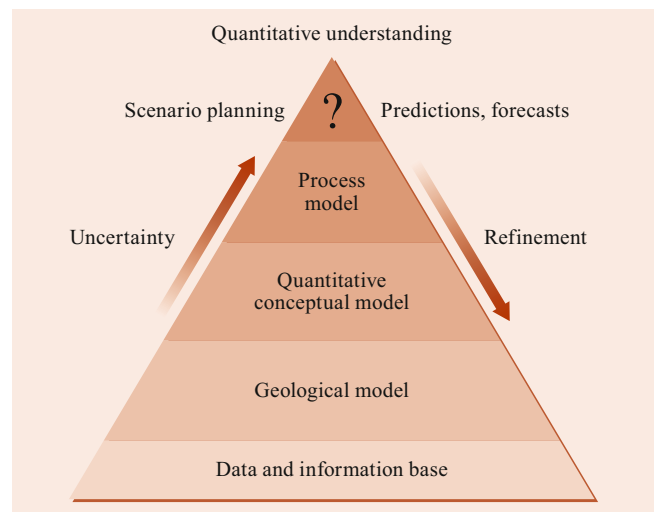 Quantitative understanding
Scenario planning
?
Predictions, forecasts
Process
model
Uncertainty
Refinement
Quantitative
conceptual model
Geological model
Data and information base